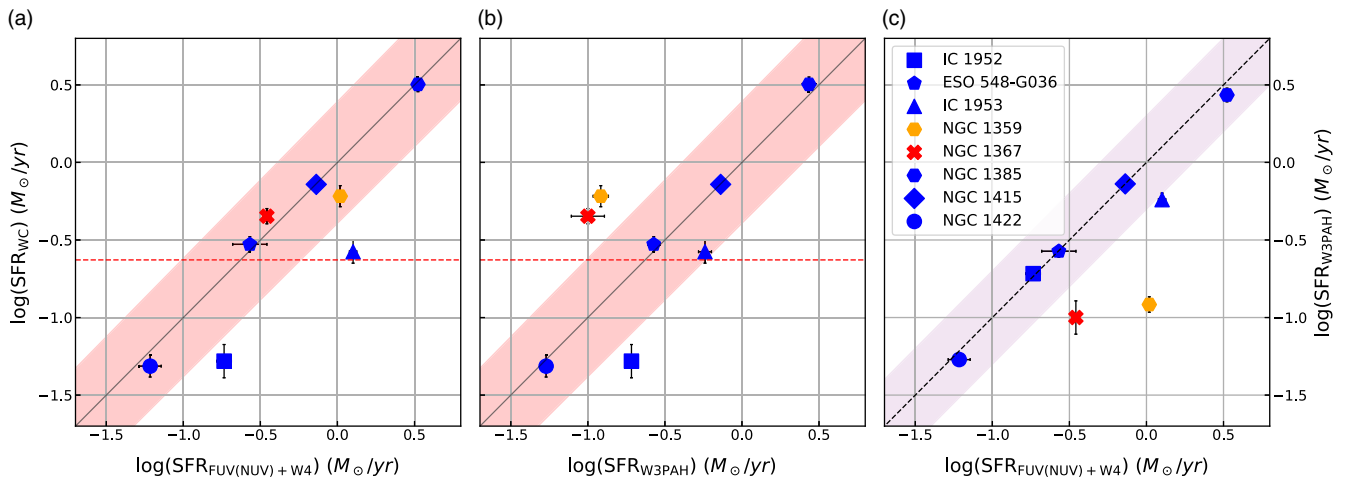 (a)
(b)
(c)
log(SFR_WC) (M_⊙/yr)
0.5
0.0
−0.5
−1.0
−1.5
−1.5 −1.0 −0.5 0.0 0.5
log(SFR_FUV(NUV) + W4) (M_⊙/yr)
−1.5 −1.0 −0.5 0.0 0.5
log(SFR_W3PAH) (M_⊙/yr)
IC 1952
ESO 548-G036
IC 1953
NGC 1359
NGC 1367
NGC 1385
NGC 1415
NGC 1422
−1.5 −1.0 −0.5 0.0 0.5
log(SFR_FUV(NUV) + W4) (M_⊙/yr)
0.5
0.0
−0.5
−1.0
−1.5
log(SFR_W3PAH) (M_⊙/yr)